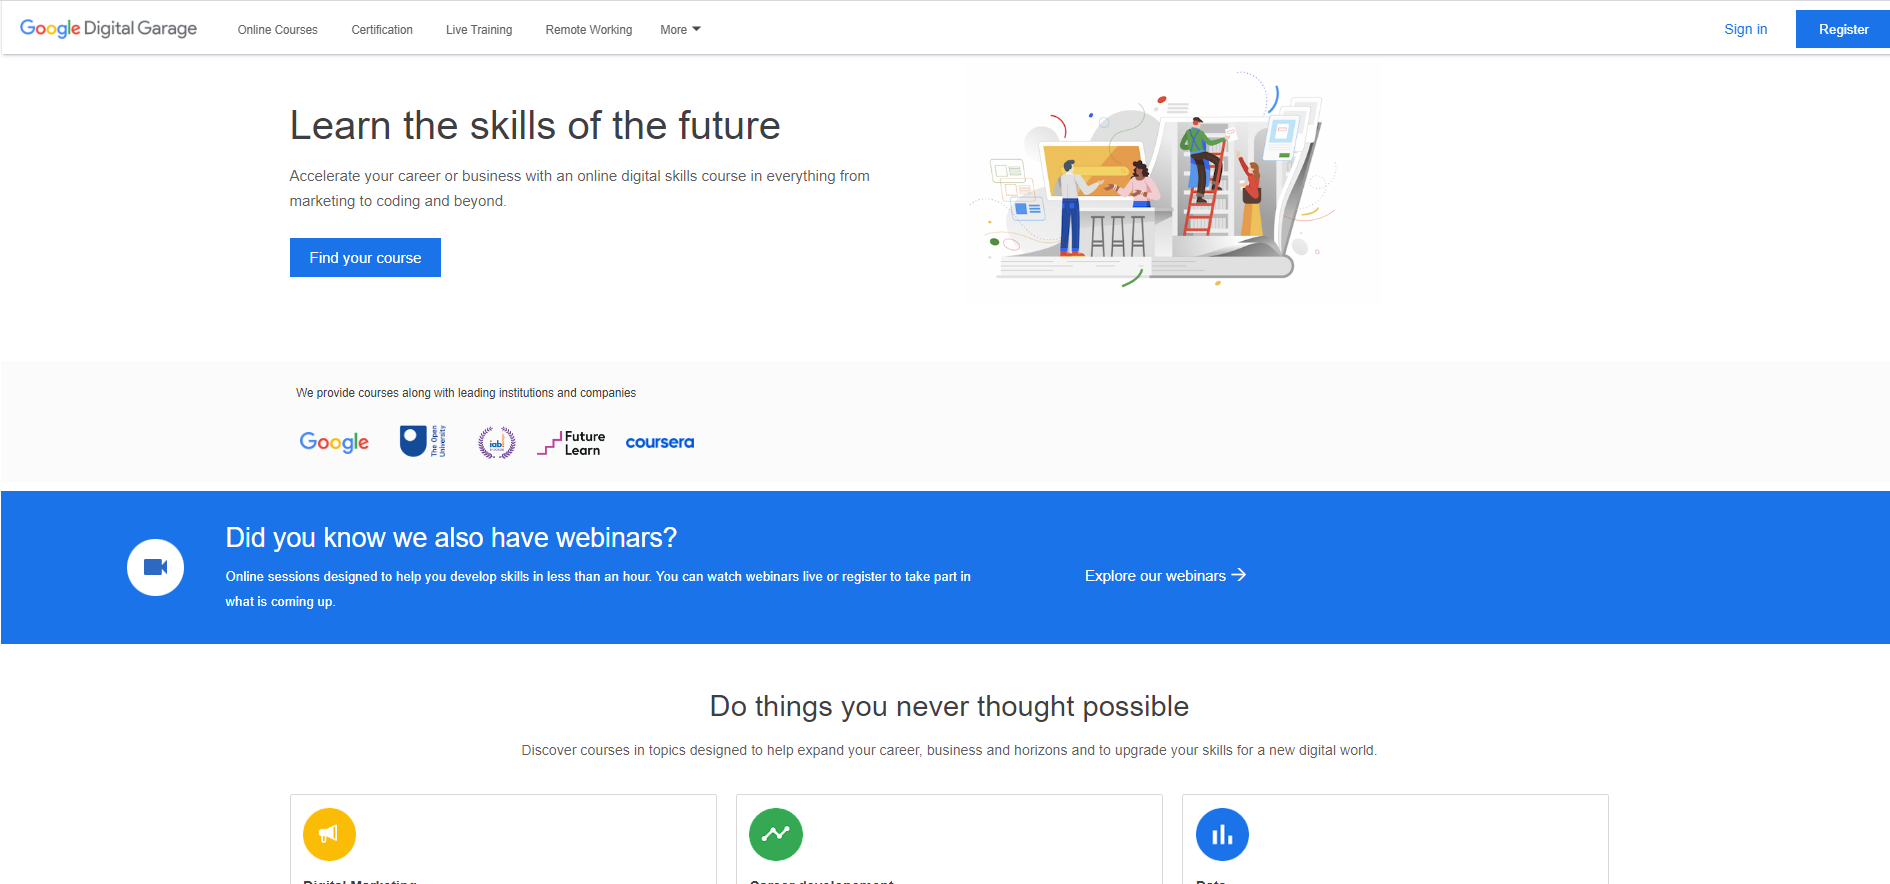 Google Digital Garage
Online Courses
Certification
Live Training
Remote Working
More
Sign in
Register
Learn the skills of the future
Accelerate your career or business with an online digital skills course in everything from
marketing to coding and beyond.
Find your course
We provide courses along with leading institutions and companies
Google
The Open
University
iab
Future
Learn
coursera
Did you know we also have webinars?
Online sessions designed to help you develop skills in less than an hour. You can watch webinars live or register to take part in
what is coming up.
Explore our webinars
Do things you never thought possible
Discover courses in topics designed to help expand your career, business and horizons and to upgrade your skills for a new digital world.
Digital Marketing
Career developement
Data